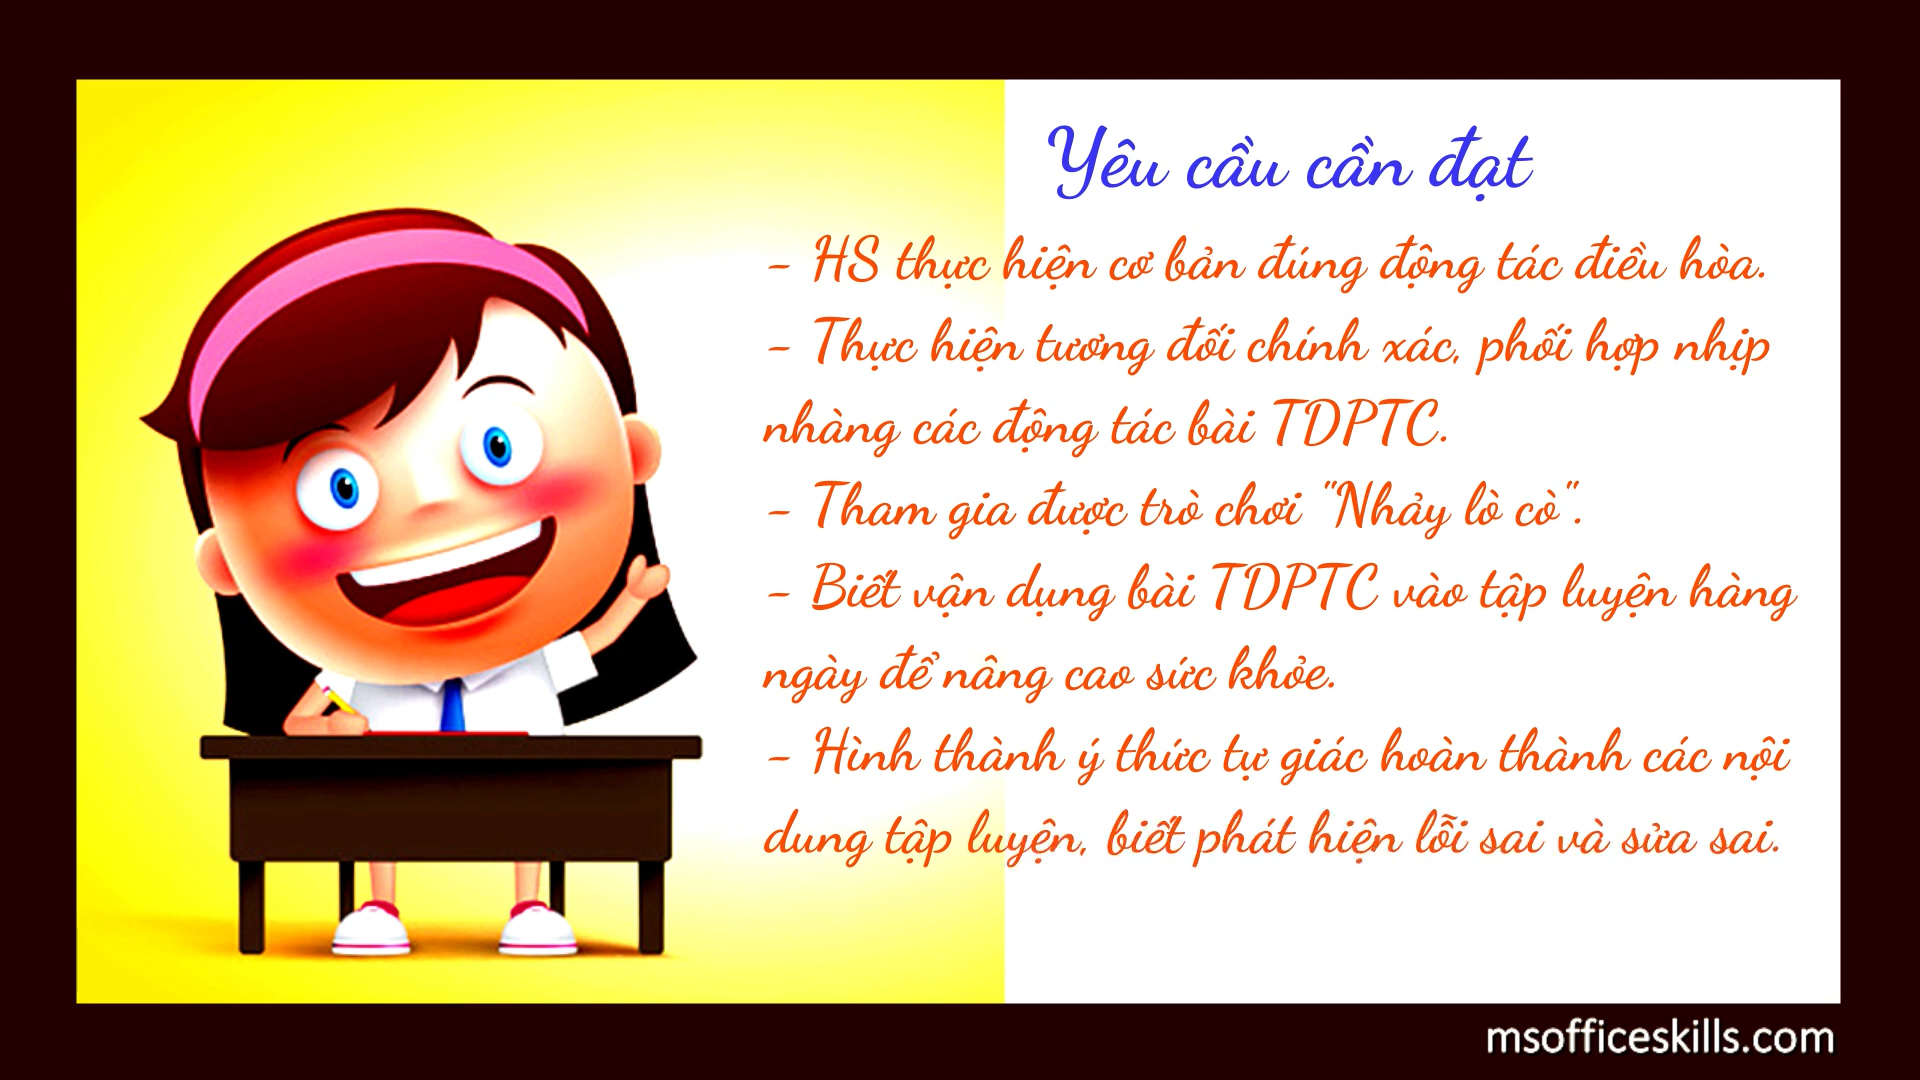 Yêu cầu cần đạt
- HS thực hiện cơ bản đúng động tác điều hòa.
- Thực hiện tương đối chính xác, phối hợp nhịp
nhàng các động tác bài TDPTC.
- Tham gia được trò chơi "Nhảy lò cò".
- Biết vận dụng bài TDPTC vào tập luyện hàng
ngày để nâng cao sức khỏe.
- Hình thành ý thức tự giác hoàn thành các nội
dung tập luyện, biết phát hiện lỗi sai và sửa sai.
msofficeskills.com